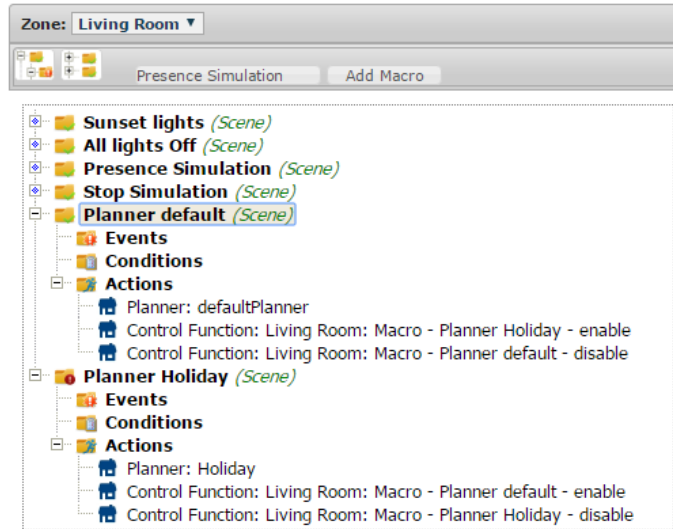 Zone: Living Room
Presence Simulation Add Macro
Sunset lights (Scene)
All lights Off (Scene)
Presence Simulation (Scene)
Stop Simulation (Scene)
Planner default (Scene)
Events
Conditions
Actions
Planner: defaultPlanner
Control Function: Living Room: Macro - Planner Holiday - enable
Control Function: Living Room: Macro - Planner default - disable
Planner Holiday (Scene)
Events
Conditions
Actions
Planner: Holiday
Control Function: Living Room: Macro - Planner default - enable
Control Function: Living Room: Macro - Planner Holiday - disable